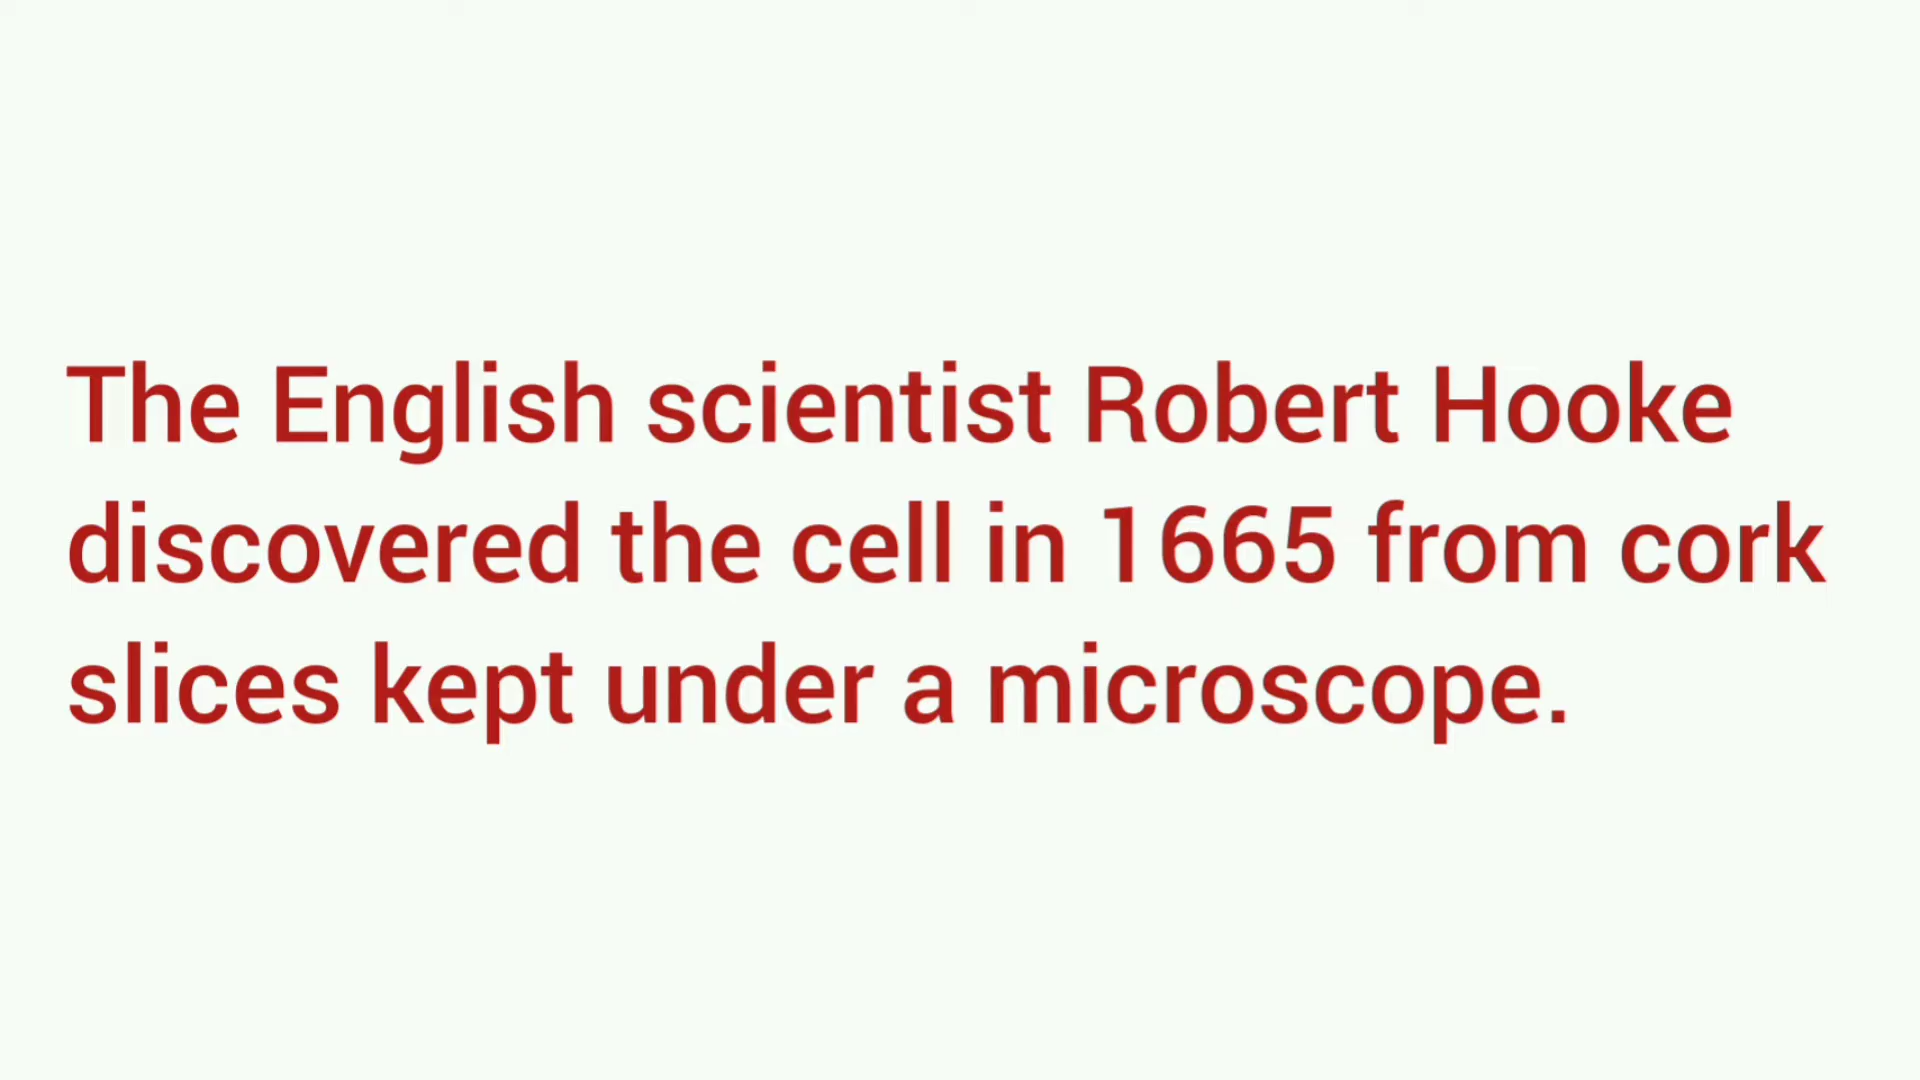 The English scientist Robert Hooke
discovered the cell in 1665 from cork
slices kept under a microscope.